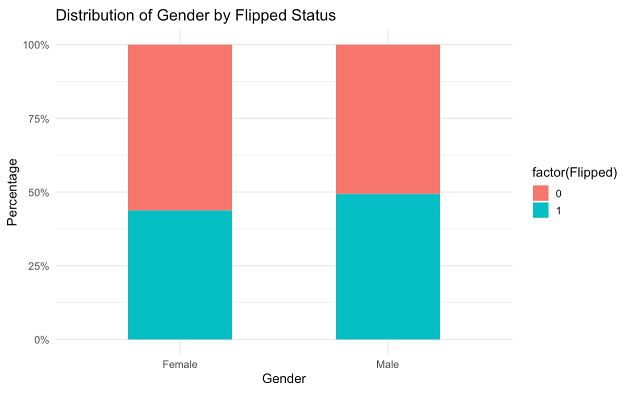 Distribution of Gender by Flipped Status
100%
75%
50%
25%
0%
Percentage
Female
Male
Gender
factor(Flipped)
0
1